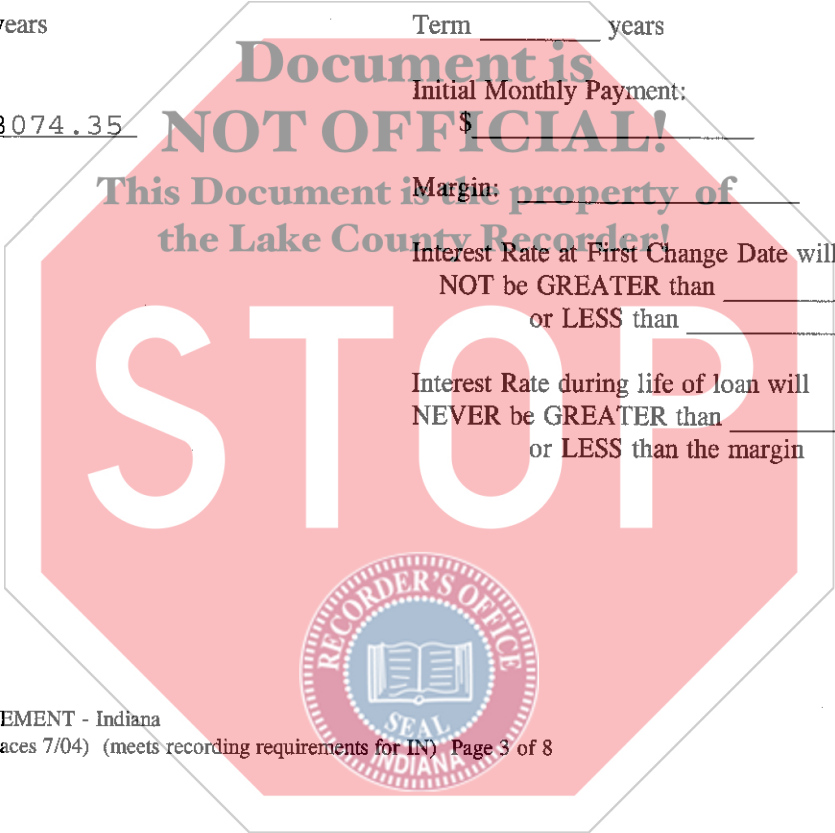 years Term years
Document is
Initial Monthly Payment:
3074.35 $
NOT OFFICIAL!
Margin:
This Document is the property of
the Lake County Recorder!
Interest Rate at First Change Date will
NOT be GREATER than
or LESS than
STOP
Interest Rate during life of loan will
NEVER be GREATER than
or LESS than the margin
RECORDER'S OFFICE
SEAL
INDIANA
EMENT - Indiana
aces 7/04) (meets recording requirements for IN) Page 3 of 8